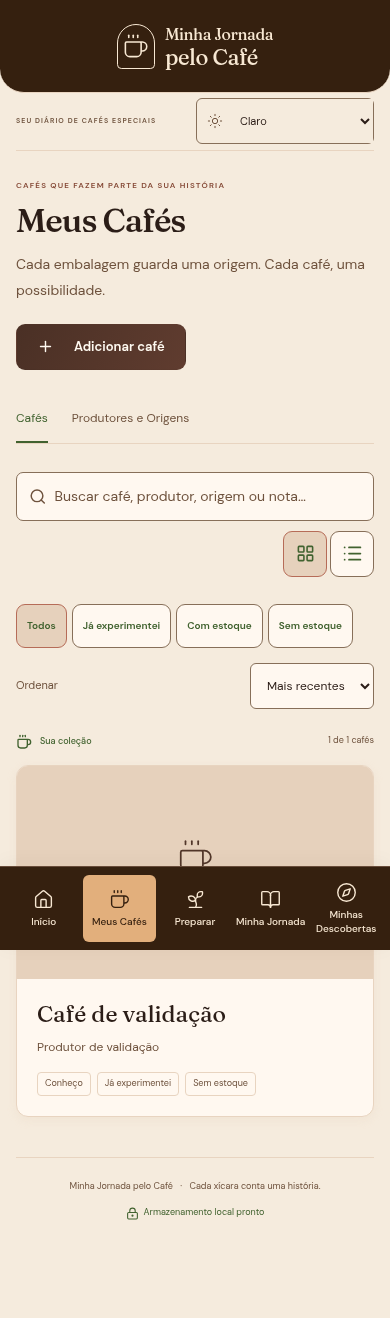 Minha Jornada
pelo Café
SEU DIÁRIO DE CAFÉS ESPECIAIS
Claro
CAFÉS QUE FAZEM PARTE DA SUA HISTÓRIA
Meus Cafés
Cada embalagem guarda uma origem. Cada café, uma
possibilidade.
Adicionar café
Cafés
Produtores e Origens
Buscar café, produtor, origem ou nota...
Todos
Já experimentei
Com estoque
Sem estoque
Ordenar
Mais recentes
Sua coleção
1 de 1 cafés
Início
Meus Cafés
Preparar
Minha Jornada
Minhas
Descobertas
Café de validação
Produtor de validação
Conheço
Já experimentei
Sem estoque
Minha Jornada pelo Café · Cada xícara conta uma história.
Armazenamento local pronto